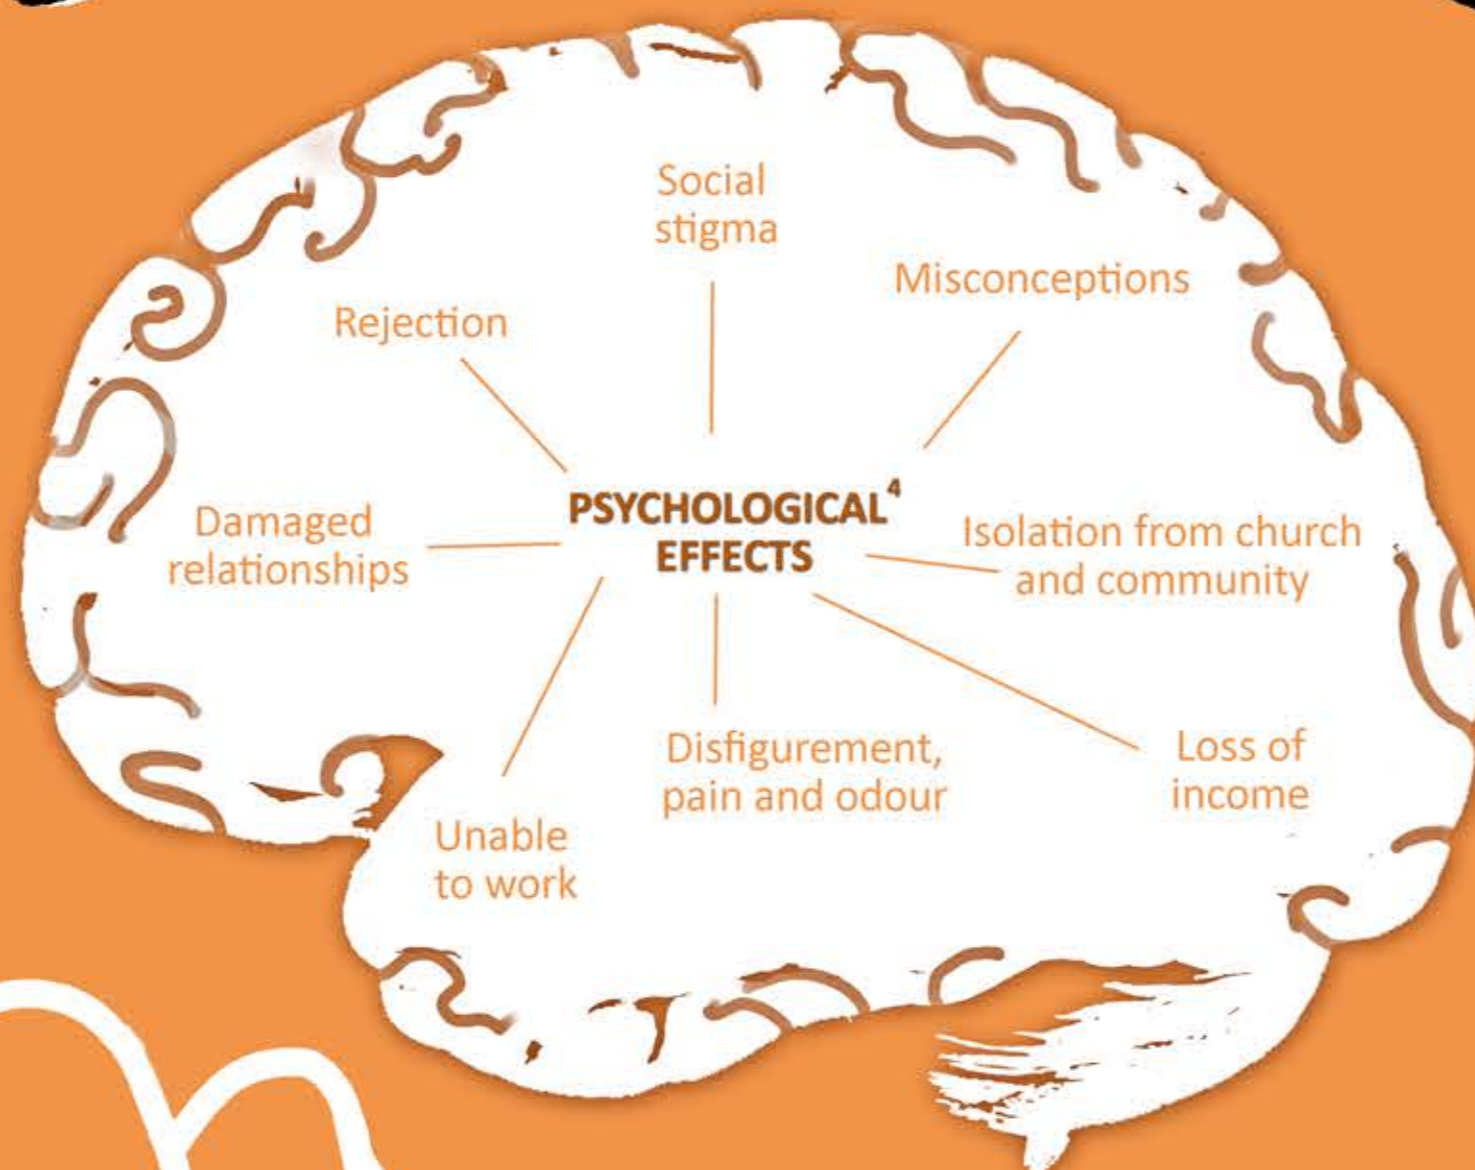 Social
stigma
Misconceptions
Rejection
PSYCHOLOGICAL⁴
EFFECTS
Damaged
relationships
Isolation from church
and community
Disfigurement,
pain and odour
Loss of
income
Unable
to work